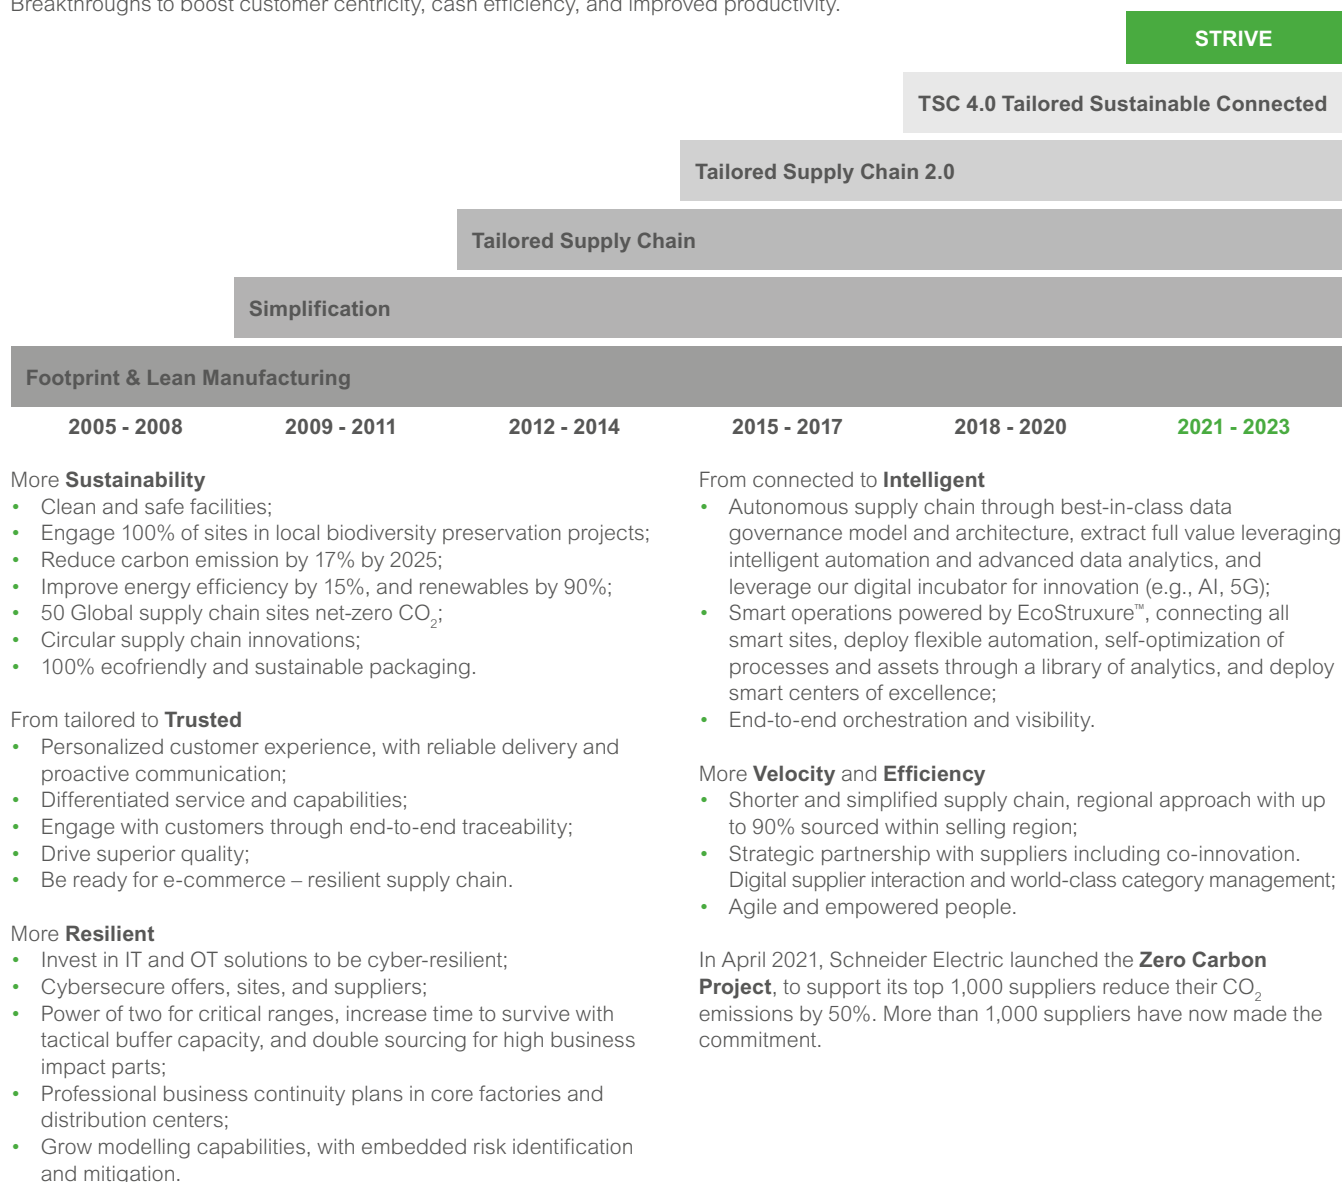 Breakthroughs to boost customer centricity, cash efficiency, and improved productivity.
STRIVE
TSC 4.0 Tailored Sustainable Connected
Tailored Supply Chain 2.0
Tailored Supply Chain
Simplification
Footprint & Lean Manufacturing
2005 - 2008
2009 - 2011
2012 - 2014
2015 - 2017
2018 - 2020
2021 - 2023
More Sustainability
• Clean and safe facilities;
• Engage 100% of sites in local biodiversity preservation projects;
• Reduce carbon emission by 17% by 2025;
• Improve energy efficiency by 15%, and renewables by 90%;
• 50 Global supply chain sites net-zero CO₂;
• Circular supply chain innovations;
• 100% ecofriendly and sustainable packaging.
From tailored to Trusted
• Personalized customer experience, with reliable delivery and
proactive communication;
• Differentiated service and capabilities;
• Engage with customers through end-to-end traceability;
• Drive superior quality;
• Be ready for e-commerce – resilient supply chain.
More Resilient
• Invest in IT and OT solutions to be cyber-resilient;
• Cybersecure offers, sites, and suppliers;
• Power of two for critical ranges, increase time to survive with
tactical buffer capacity, and double sourcing for high business
impact parts;
• Professional business continuity plans in core factories and
distribution centers;
• Grow modelling capabilities, with embedded risk identification
and mitigation.
From connected to Intelligent
• Autonomous supply chain through best-in-class data
governance model and architecture, extract full value leveraging
intelligent automation and advanced data analytics, and
leverage our digital incubator for innovation (e.g., AI, 5G);
• Smart operations powered by EcoStruxure™, connecting all
smart sites, deploy flexible automation, self-optimization of
processes and assets through a library of analytics, and deploy
smart centers of excellence;
• End-to-end orchestration and visibility.
More Velocity and Efficiency
• Shorter and simplified supply chain, regional approach with up
to 90% sourced within selling region;
• Strategic partnership with suppliers including co-innovation.
Digital supplier interaction and world-class category management;
• Agile and empowered people.
In April 2021, Schneider Electric launched the Zero Carbon
Project, to support its top 1,000 suppliers reduce their CO₂
emissions by 50%. More than 1,000 suppliers have now made the
commitment.